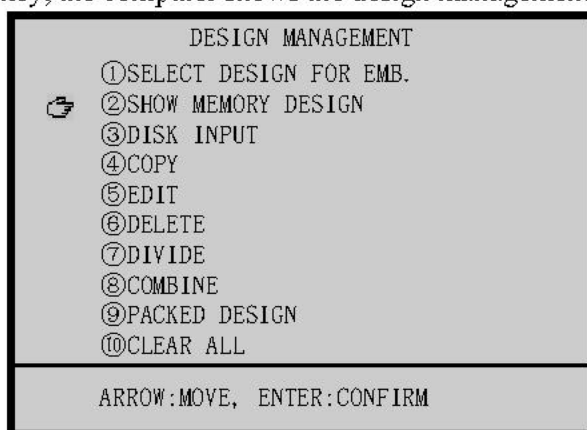 DESIGN MANAGEMENT
①SELECT DESIGN FOR EMB.
②SHOW MEMORY DESIGN
③DISK INPUT
④COPY
⑤EDIT
⑥DELETE
⑦DIVIDE
⑧COMBINE
⑨PACKED DESIGN
⑩CLEAR ALL
ARROW:MOVE, ENTER:CONFIRM